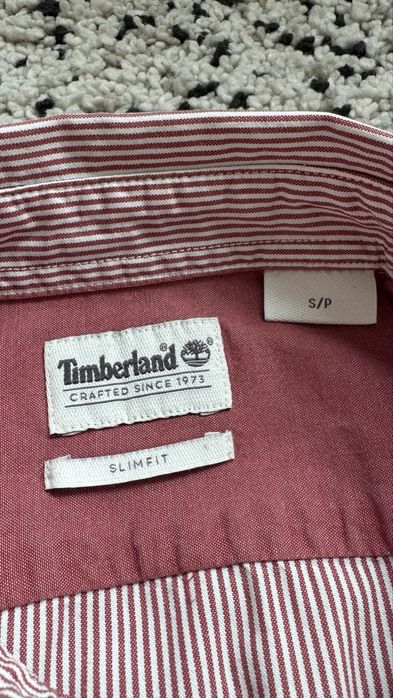 S/P
Timberland®
CRAFTED SINCE 1973
SLIMFIT